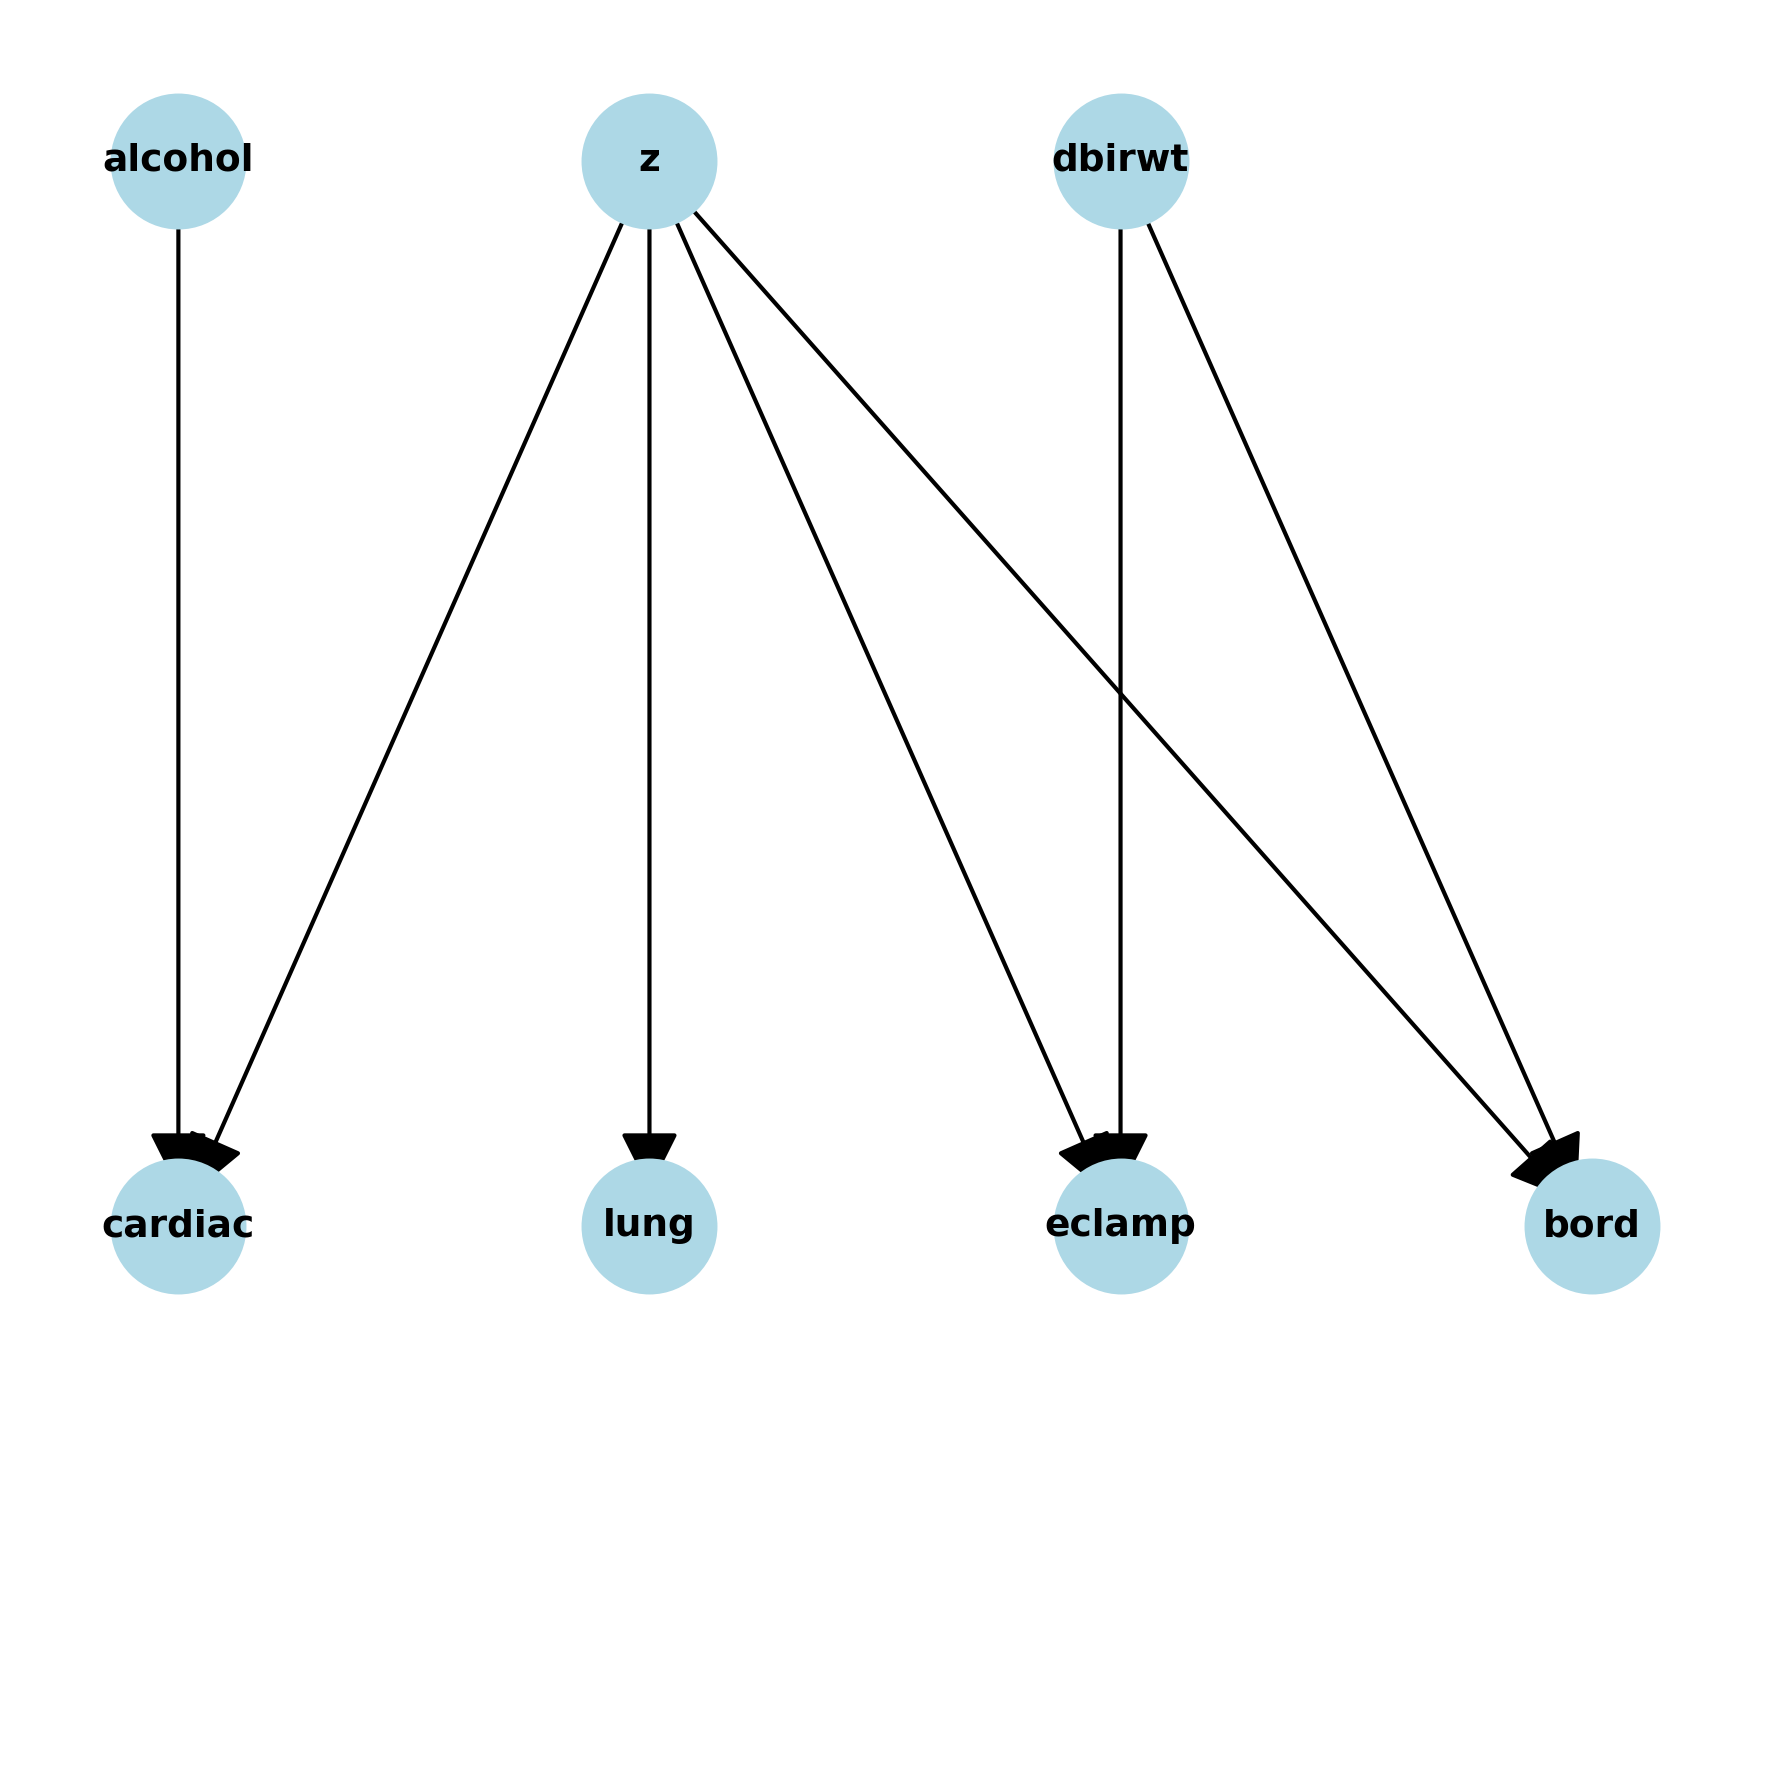 alcohol
z
dbirwt
cardiac
lung
eclamp
bord